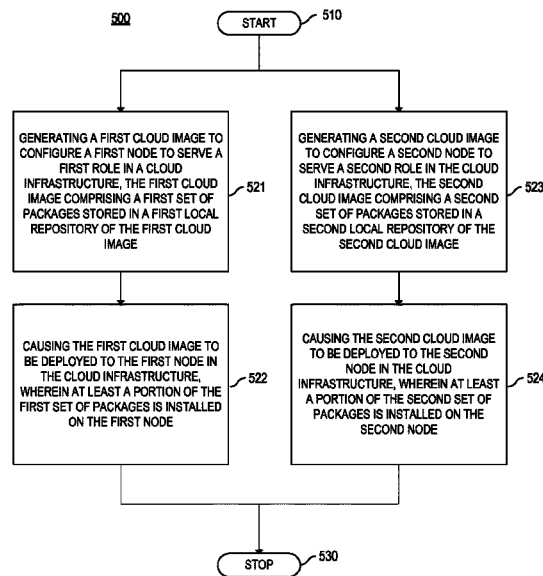 500
START
510
GENERATING A FIRST CLOUD IMAGE
TO CONFIGURE A FIRST NODE TO SERVE
A FIRST ROLE IN A CLOUD
INFRASTRUCTURE, THE FIRST CLOUD
IMAGE COMPRISING A FIRST SET OF
PACKAGES STORED IN A FIRST LOCAL
REPOSITORY OF THE FIRST CLOUD
IMAGE
521
GENERATING A SECOND CLOUD IMAGE
TO CONFIGURE A SECOND NODE TO
SERVE A SECOND ROLE IN THE CLOUD
INFRASTRUCTURE, THE SECOND
CLOUD IMAGE COMPRISING A SECOND
SET OF PACKAGES STORED IN A
SECOND LOCAL REPOSITORY OF THE
SECOND CLOUD IMAGE
523
CAUSING THE FIRST CLOUD IMAGE TO
BE DEPLOYED TO THE FIRST NODE IN
THE CLOUD INFRASTRUCTURE,
WHEREIN AT LEAST A PORTION OF THE
FIRST SET OF PACKAGES IS INSTALLED
ON THE FIRST NODE
522
CAUSING THE SECOND CLOUD IMAGE
TO BE DEPLOYED TO THE SECOND
NODE IN THE CLOUD
INFRASTRUCTURE, WHEREIN AT LEAST
A PORTION OF THE SECOND SET OF
PACKAGES IS INSTALLED ON THE
SECOND NODE
524
STOP
530